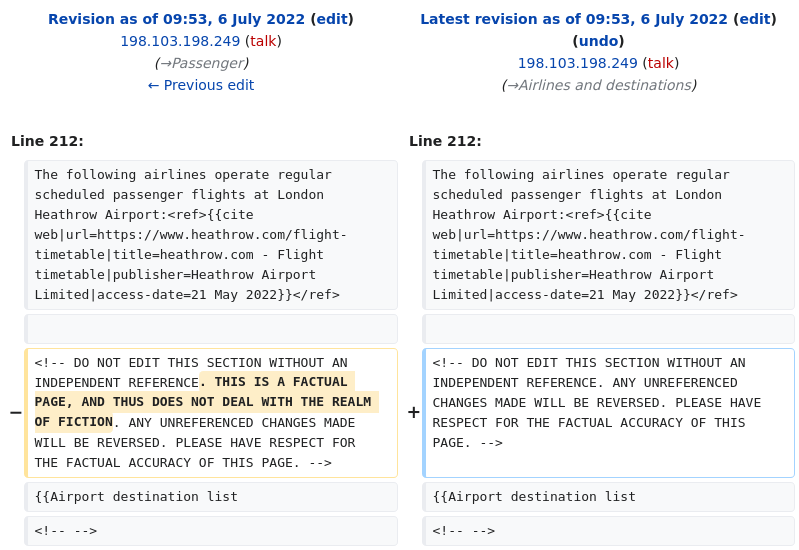 Revision as of 09:53, 6 July 2022 (edit)
198.103.198.249 (talk)
(→Passenger)
← Previous edit
Latest revision as of 09:53, 6 July 2022 (edit)
(undo)
198.103.198.249 (talk)
(→Airlines and destinations)
Line 212:
The following airlines operate regular
scheduled passenger flights at London
Heathrow Airport:<ref>{{cite
web|url=https://www.heathrow.com/flight-
timetable|title=heathrow.com - Flight
timetable|publisher=Heathrow Airport
Limited|access-date=21 May 2022}}</ref>
− <!-- DO NOT EDIT THIS SECTION WITHOUT AN
INDEPENDENT REFERENCE. THIS IS A FACTUAL
PAGE, AND THUS DOES NOT DEAL WITH THE REALM
OF FICTION. ANY UNREFERENCED CHANGES MADE
WILL BE REVERSED. PLEASE HAVE RESPECT FOR
THE FACTUAL ACCURACY OF THIS PAGE. -->
{{Airport destination list
<!-- -->
Line 212:
The following airlines operate regular
scheduled passenger flights at London
Heathrow Airport:<ref>{{cite
web|url=https://www.heathrow.com/flight-
timetable|title=heathrow.com - Flight
timetable|publisher=Heathrow Airport
Limited|access-date=21 May 2022}}</ref>
+ <!-- DO NOT EDIT THIS SECTION WITHOUT AN
INDEPENDENT REFERENCE. ANY UNREFERENCED
CHANGES MADE WILL BE REVERSED. PLEASE HAVE
RESPECT FOR THE FACTUAL ACCURACY OF THIS
PAGE. -->
{{Airport destination list
<!-- -->